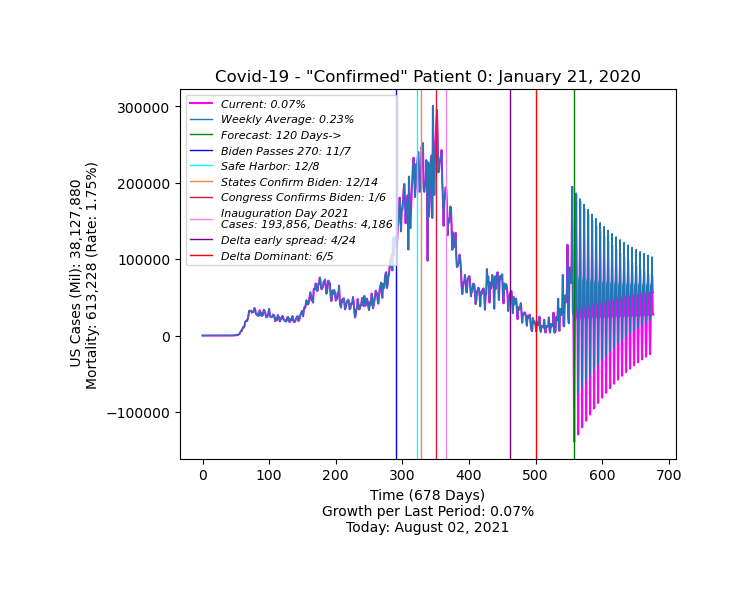 Covid-19 - "Confirmed" Patient 0: January 21, 2020
US Cases (Mil): 38,127,880
Mortality: 613,228 (Rate: 1.75%)
300000
200000
100000
0
−100000
Current: 0.07%
Weekly Average: 0.23%
Forecast: 120 Days->
Biden Passes 270: 11/7
Safe Harbor: 12/8
States Confirm Biden: 12/14
Congress Confirms Biden: 1/6
Inauguration Day 2021
Cases: 193,856, Deaths: 4,186
Delta early spread: 4/24
Delta Dominant: 6/5
0 100 200 300 400 500 600 700
Time (678 Days)
Growth per Last Period: 0.07%
Today: August 02, 2021